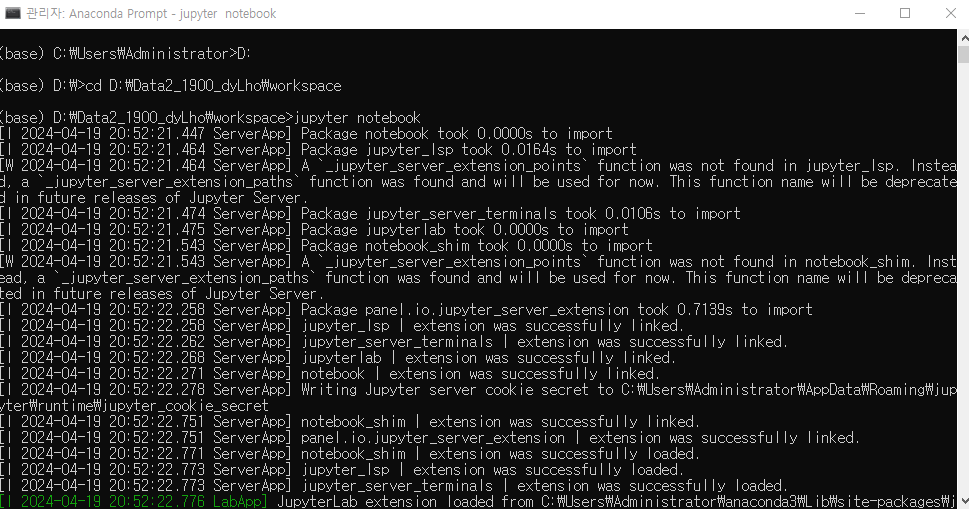 관리자: Anaconda Prompt - jupyter notebook
(base) C:₩Users₩Administrator>D:
(base) D:₩>cd D:₩Data2_1900_dyLho₩workspace
(base) D:₩Data2_1900_dyLho₩workspace>jupyter notebook
[I 2024-04-19 20:52:21.447 ServerApp] Package notebook took 0.0000s to import
[I 2024-04-19 20:52:21.464 ServerApp] Package jupyter_lsp took 0.0164s to import
[W 2024-04-19 20:52:21.464 ServerApp] A `_jupyter_server_extension_points` function was not found in jupyter_lsp. Instea
d, a `_jupyter_server_extension_paths` function was found and will be used for now. This function name will be deprecate
d in future releases of Jupyter Server.
[I 2024-04-19 20:52:21.474 ServerApp] Package jupyter_server_terminals took 0.0106s to import
[I 2024-04-19 20:52:21.475 ServerApp] Package jupyterlab took 0.0000s to import
[I 2024-04-19 20:52:21.543 ServerApp] Package notebook_shim took 0.0000s to import
[W 2024-04-19 20:52:21.543 ServerApp] A `_jupyter_server_extension_points` function was not found in notebook_shim. Inst
ead, a `_jupyter_server_extension_paths` function was found and will be used for now. This function name will be depreca
ted in future releases of Jupyter Server.
[I 2024-04-19 20:52:22.258 ServerApp] Package panel.io.jupyter_server_extension took 0.7139s to import
[I 2024-04-19 20:52:22.258 ServerApp] jupyter_lsp | extension was successfully linked.
[I 2024-04-19 20:52:22.262 ServerApp] jupyter_server_terminals | extension was successfully linked.
[I 2024-04-19 20:52:22.268 ServerApp] jupyterlab | extension was successfully linked.
[I 2024-04-19 20:52:22.271 ServerApp] notebook | extension was successfully linked.
[I 2024-04-19 20:52:22.278 ServerApp] Writing Jupyter server cookie secret to C:₩Users₩Administrator₩AppData₩Roaming₩jup
yter₩runtime₩jupyter_cookie_secret
[I 2024-04-19 20:52:22.751 ServerApp] notebook_shim | extension was successfully linked.
[I 2024-04-19 20:52:22.751 ServerApp] panel.io.jupyter_server_extension | extension was successfully linked.
[I 2024-04-19 20:52:22.771 ServerApp] notebook_shim | extension was successfully loaded.
[I 2024-04-19 20:52:22.773 ServerApp] jupyter_lsp | extension was successfully loaded.
[I 2024-04-19 20:52:22.773 ServerApp] jupyter_server_terminals | extension was successfully loaded.
[I 2024-04-19 20:52:22.776 LabApp] JupyterLab extension loaded from C:₩Users₩Administrator₩anaconda3₩Lib₩site-packages₩j